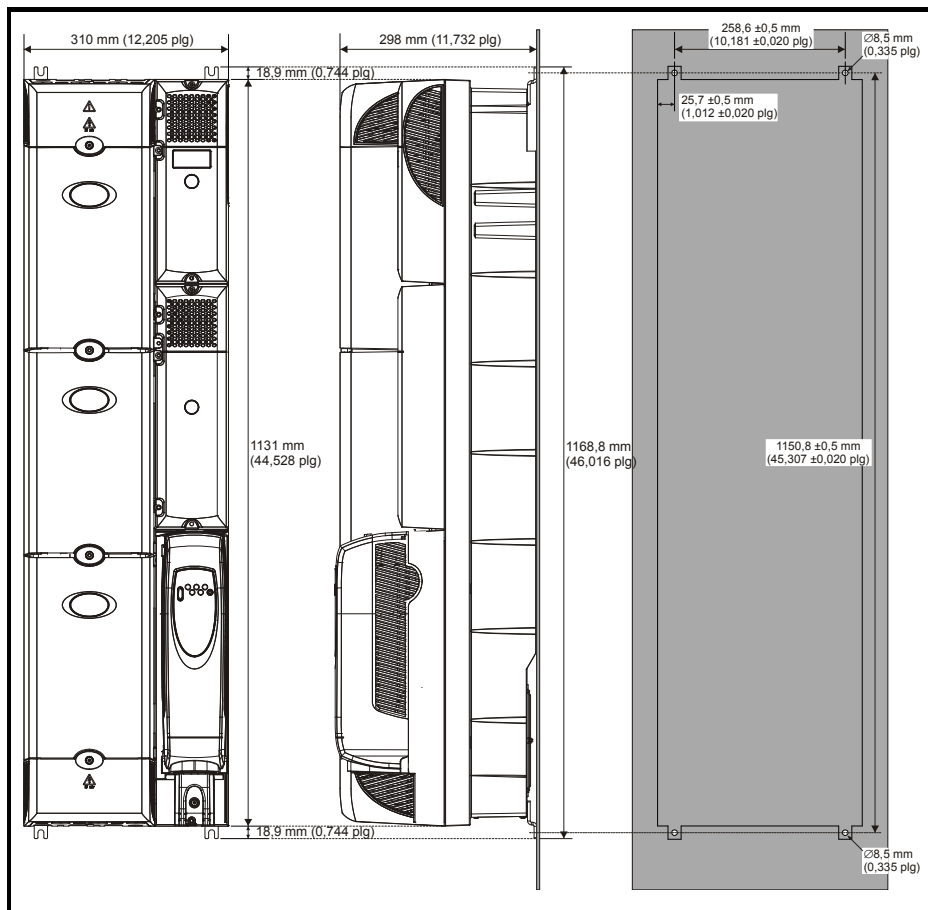 310 mm (12,205 plg)
298 mm (11,732 plg)
258,6 ±0,5 mm
(10,181 ±0,020 plg)
∅8,5 mm
(0,335 plg)
18,9 mm (0,744 plg)
25,7 ±0,5 mm
(1,012 ±0,020 plg)
1131 mm
(44,528 plg)
1168,8 mm
(46,016 plg)
1150,8 ±0,5 mm
(45,307 ±0,020 plg)
18,9 mm (0,744 plg)
∅8,5 mm
(0,335 plg)